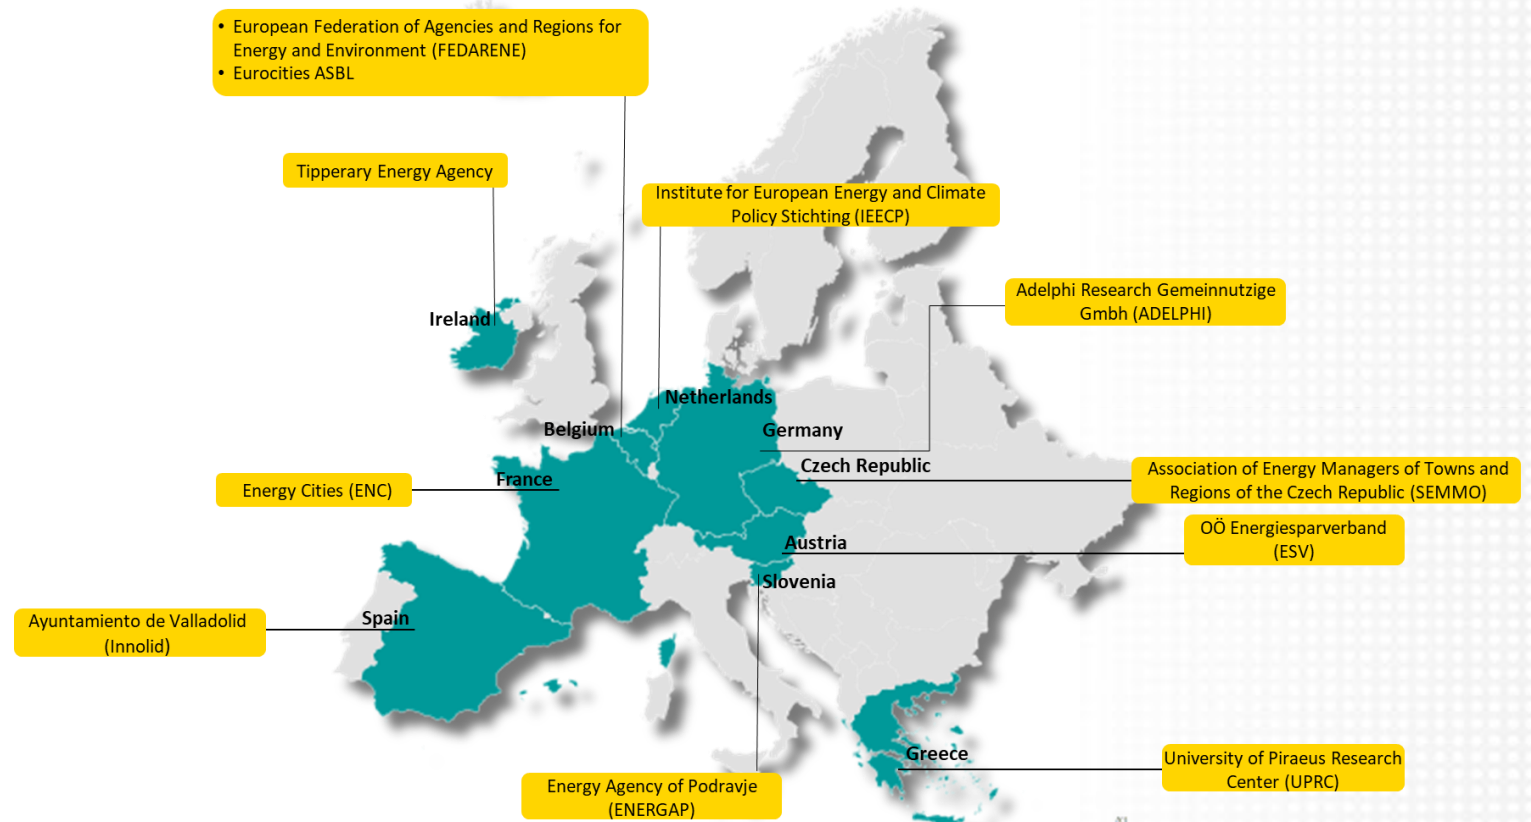 • European Federation of Agencies and Regions for
Energy and Environment (FEDARENE)
• Eurocities ASBL
Tipperary Energy Agency
Institute for European Energy and Climate
Policy Stichting (IEECP)
Adelphi Research Gemeinnutzige
Gmbh (ADELPHI)
Ireland
Netherlands
Belgium
Germany
Czech Republic
France
Energy Cities (ENC)
Association of Energy Managers of Towns and
Regions of the Czech Republic (SEMMO)
OÖ Energiesparverband
(ESV)
Austria
Slovenia
Spain
Ayuntamiento de Valladolid
(Innolid)
Greece
University of Piraeus Research
Center (UPRC)
Energy Agency of Podravje
(ENERGAP)